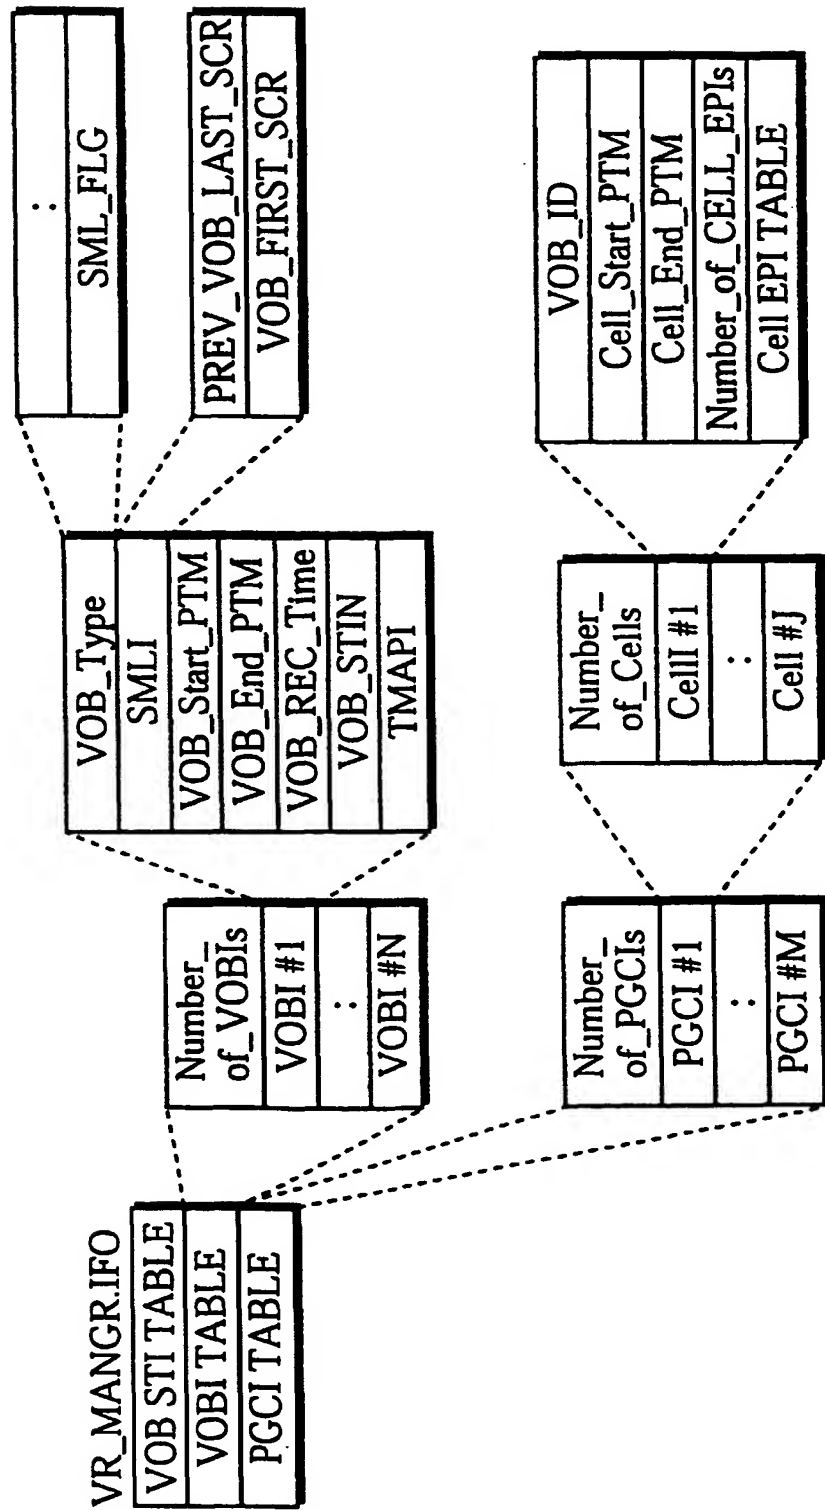 VR_MANGR.IFO
VOB STI TABLE
VOBI TABLE
PGCI TABLE
Number_
of_VOBIs
VOBI #1
:
VOBI #N
VOB_Type
SMLI
VOB_Start_PTM
VOB_End_PTM
VOB_REC_Time
VOB_STIN
TMAPI
:
SML_FLG
PREV_VOB_LAST_SCR
VOB_FIRST_SCR
Number_
of_PGCIs
PGCI #1
:
PGCI #M
Number_
of_Cells
CellI #1
:
Cell #J
VOB_ID
Cell_Start_PTM
Cell_End_PTM
Number_of_CELL_EPIs
Cell EPI TABLE